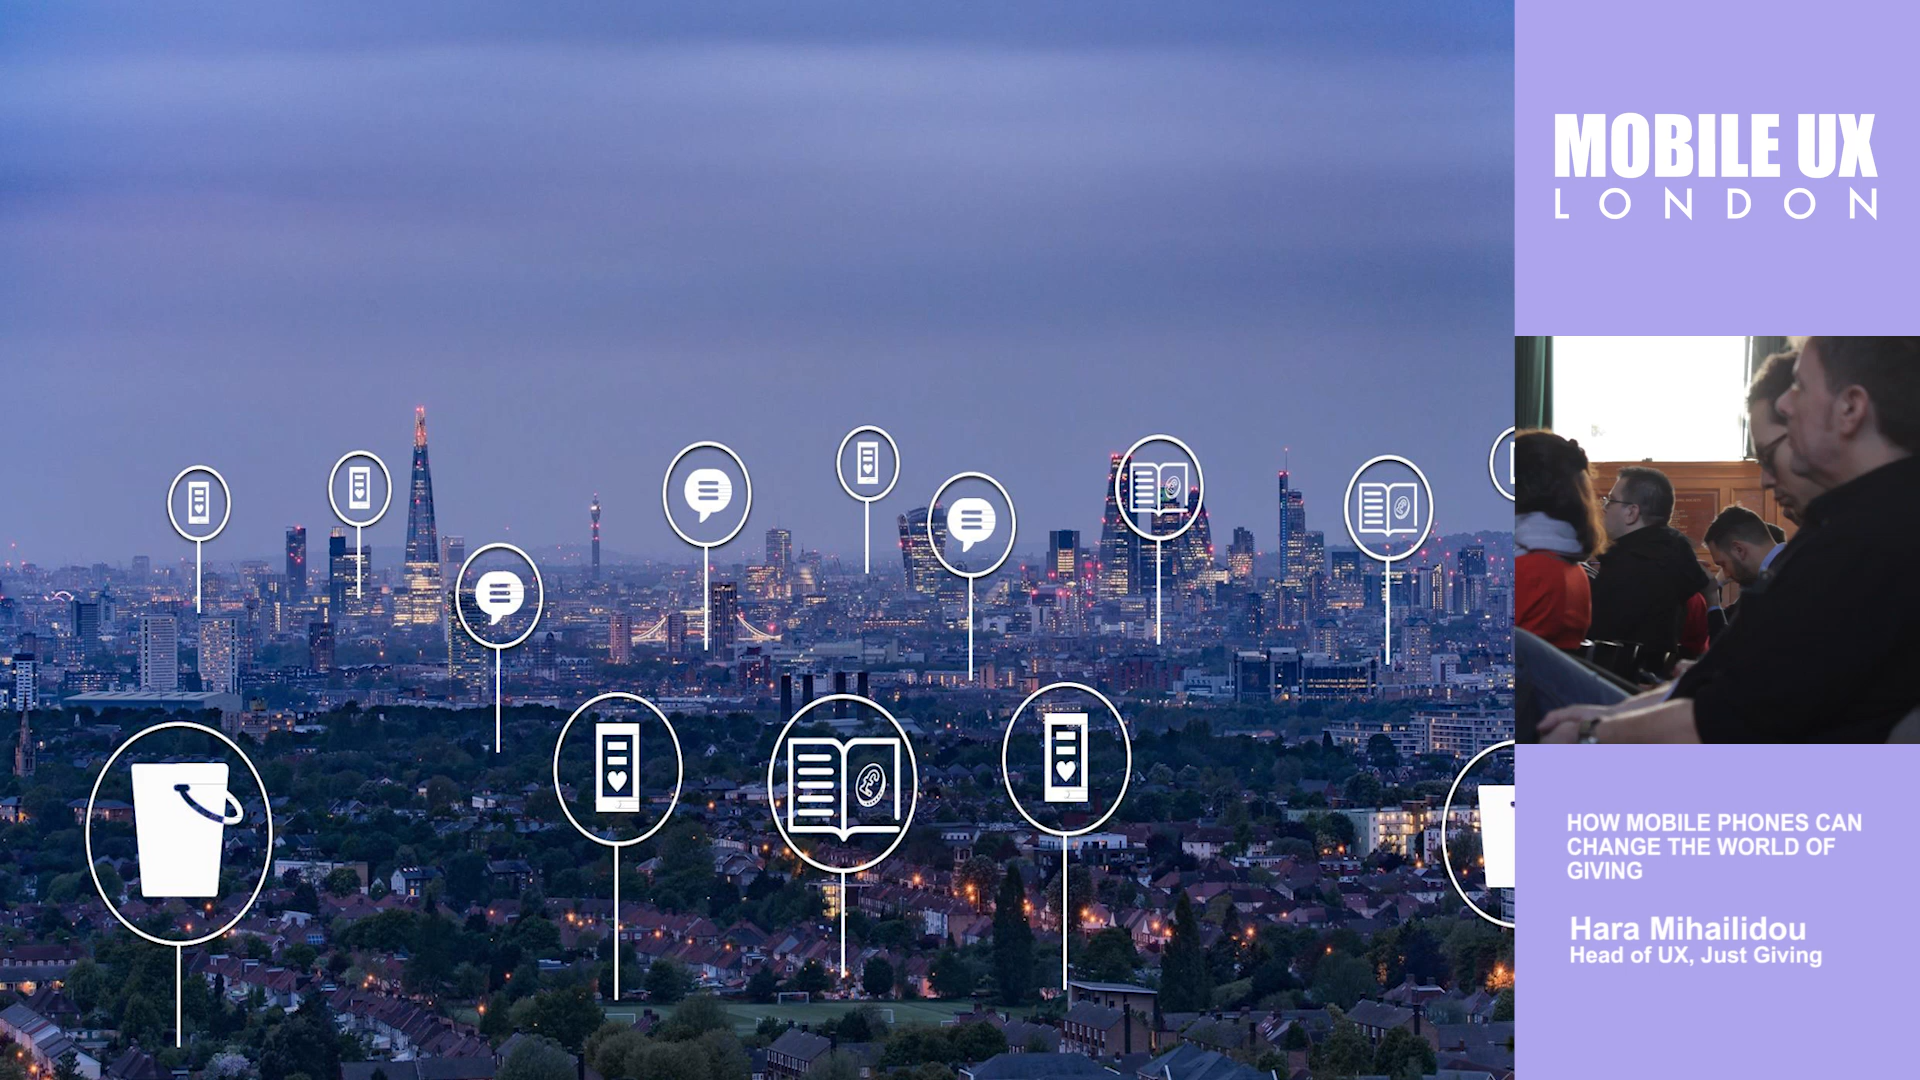 MOBILE UX
LONDON
HOW MOBILE PHONES CAN
CHANGE THE WORLD OF
GIVING
Hara Mihailidou
Head of UX, Just Giving